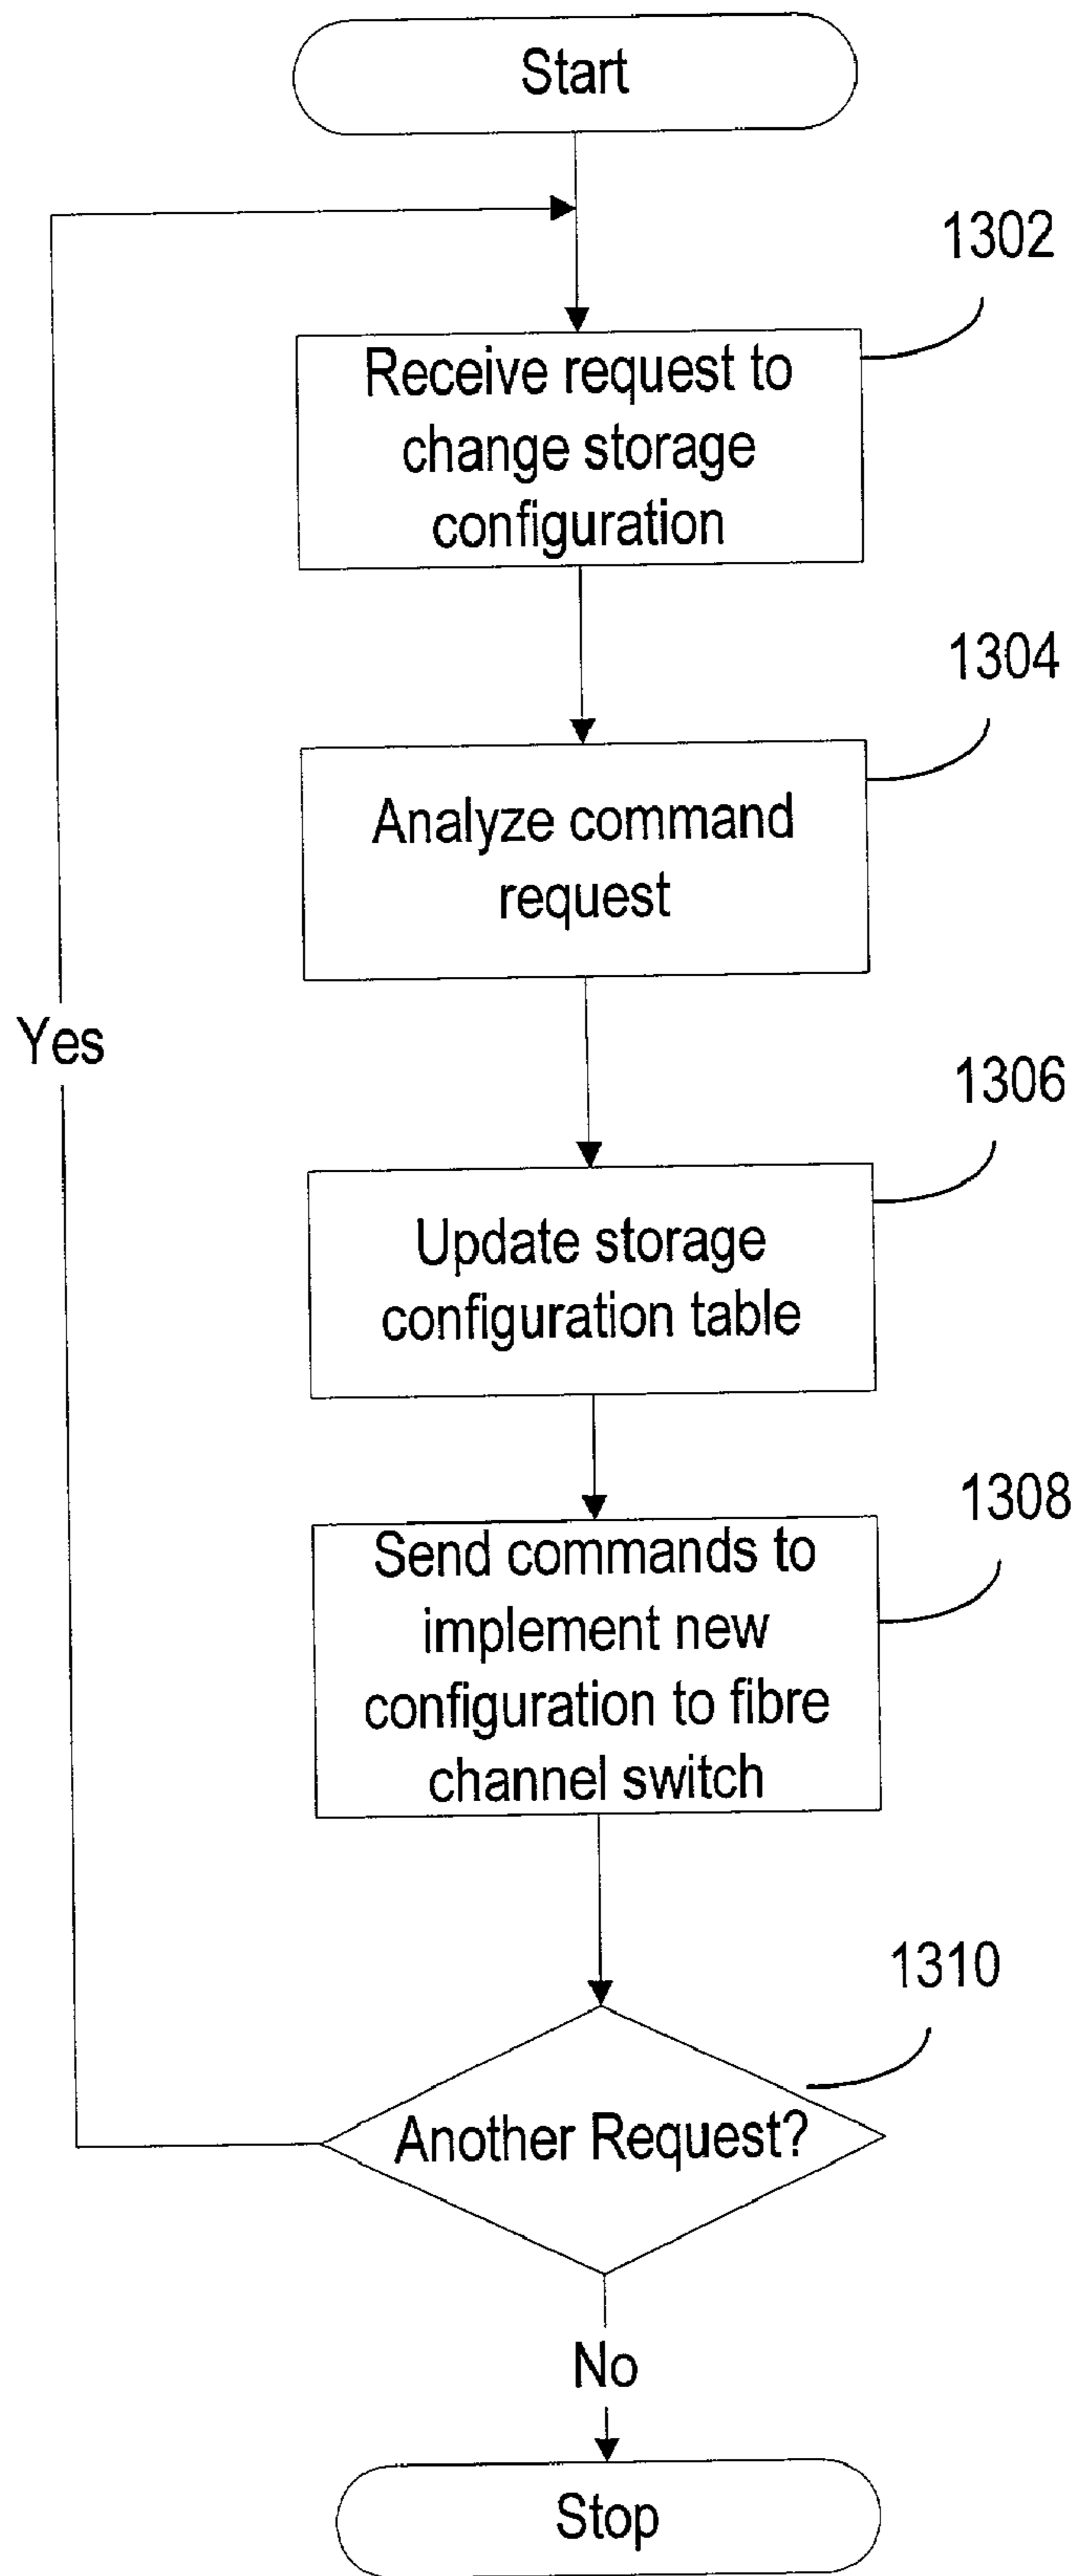 Start
1302
Receive request to
change storage
configuration
1304
Analyze command
request
Yes
1306
Update storage
configuration table
1308
Send commands to
implement new
configuration to fibre
channel switch
1310
Another Request?
No
Stop